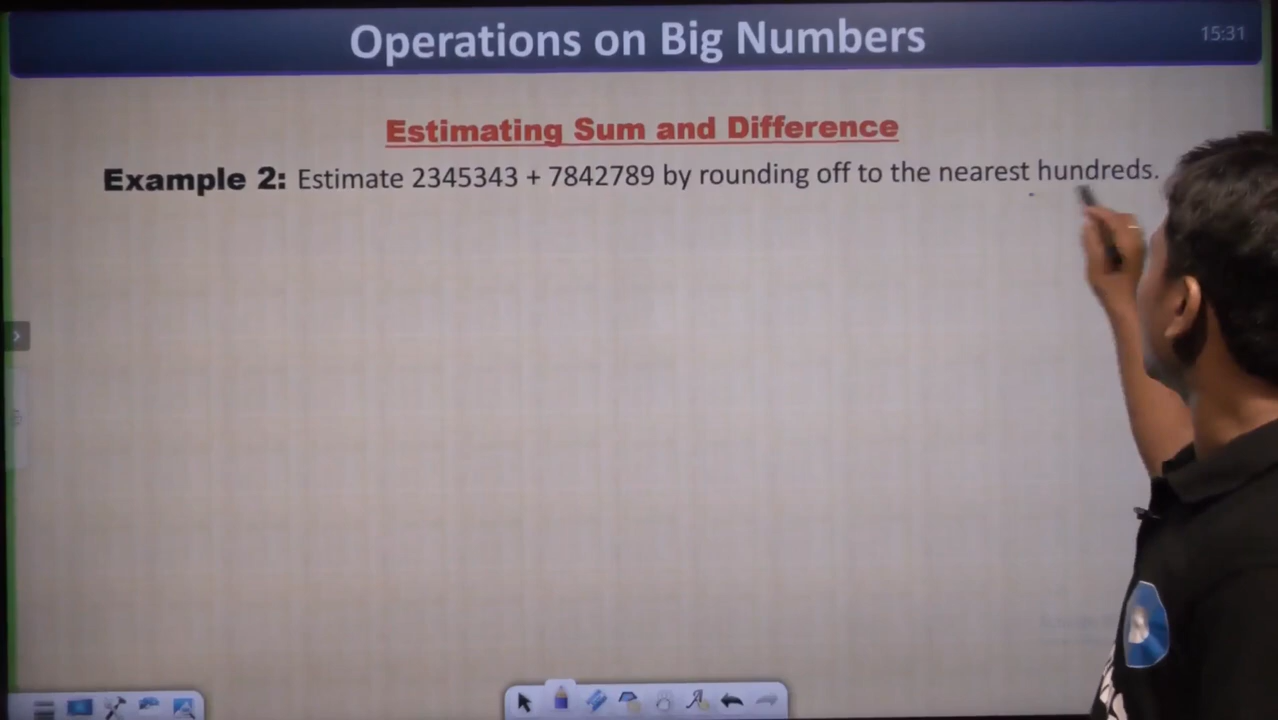 Operations on Big Numbers
15:31
Estimating Sum and Difference
Example 2: Estimate 2345343 + 7842789 by rounding off to the nearest hundreds.